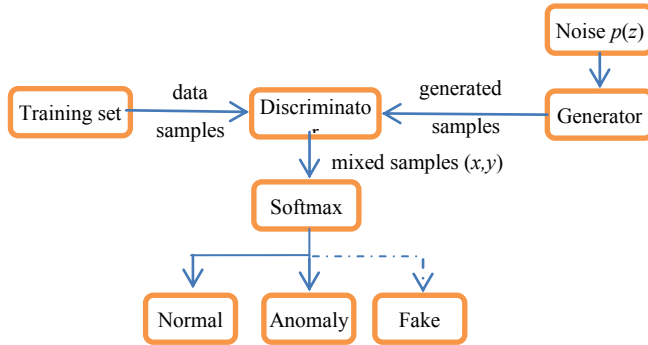 Noise p(z)
data
generated
Training set
Discriminato
r
Generator
samples
samples
mixed samples (x,y)
Softmax
Normal
Anomaly
Fake